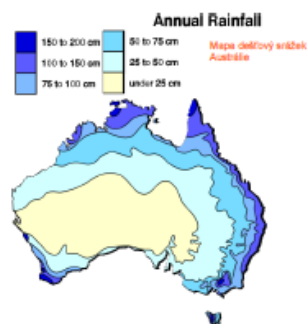 Annual Rainfall
150 to 200 cm
100 to 150 cm
75 to 100 cm
50 to 75 cm
25 to 50 cm
under 25 cm
Mapa dešťový srážek
Austrálie